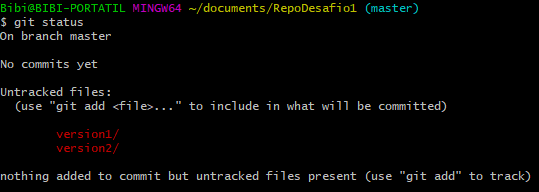 Bibi@BIBI-PORTATIL MINGW64 ~/documents/RepoDesafio1 (master)
$ git status
On branch master

No commits yet

Untracked files:
  (use "git add <file>..." to include in what will be committed)

        version1/
        version2/

nothing added to commit but untracked files present (use "git add" to track)